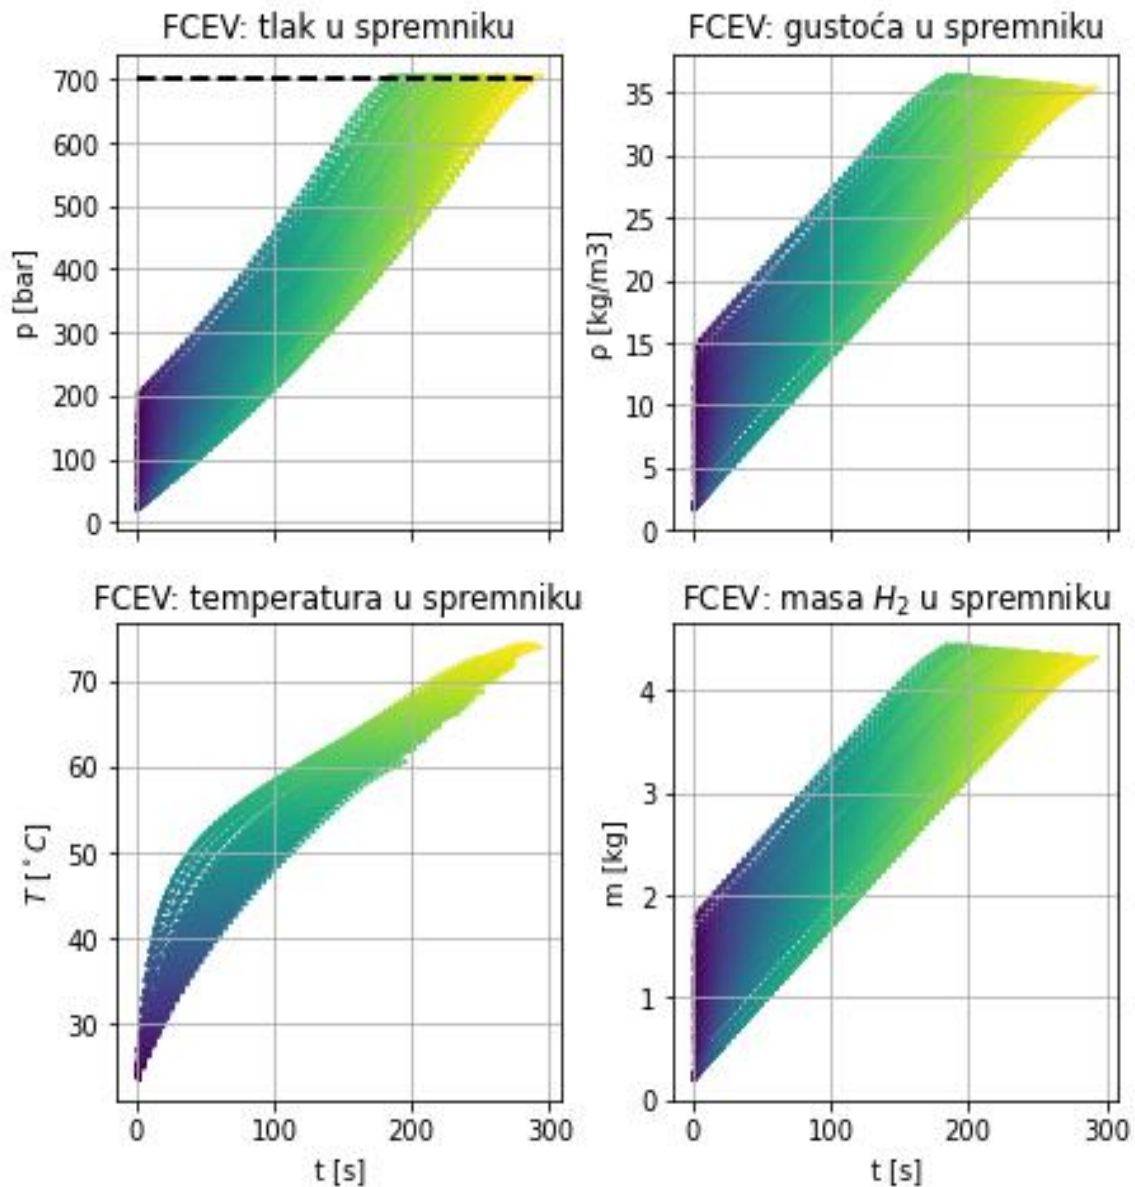 FCEV: tlak u spremniku
700
600
500
400
300
200
100
0
p [bar]
FCEV: gustoća u spremniku
35
30
25
20
15
10
5
0
ρ [kg/m3]
FCEV: temperatura u spremniku
70
60
50
40
30
T [°C]
0 100 200 300
t [s]
FCEV: masa H₂ u spremniku
4
3
2
1
0
m [kg]
0 100 200 300
t [s]